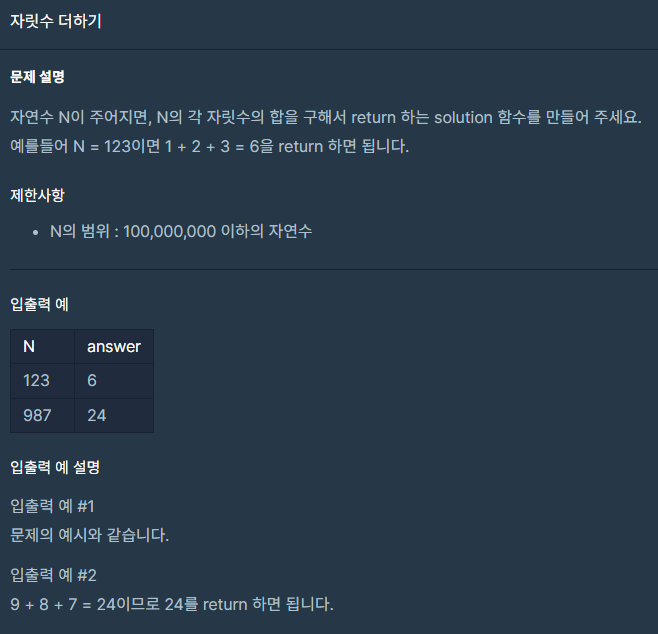 자릿수 더하기
문제 설명
자연수 N이 주어지면, N의 각 자릿수의 합을 구해서 return 하는 solution 함수를 만들어 주세요.
예를들어 N = 123이면 1 + 2 + 3 = 6을 return 하면 됩니다.
제한사항
• N의 범위 : 100,000,000 이하의 자연수
입출력 예
N answer
123 6
987 24
입출력 예 설명
입출력 예 #1
문제의 예시와 같습니다.
입출력 예 #2
9 + 8 + 7 = 24이므로 24를 return 하면 됩니다.